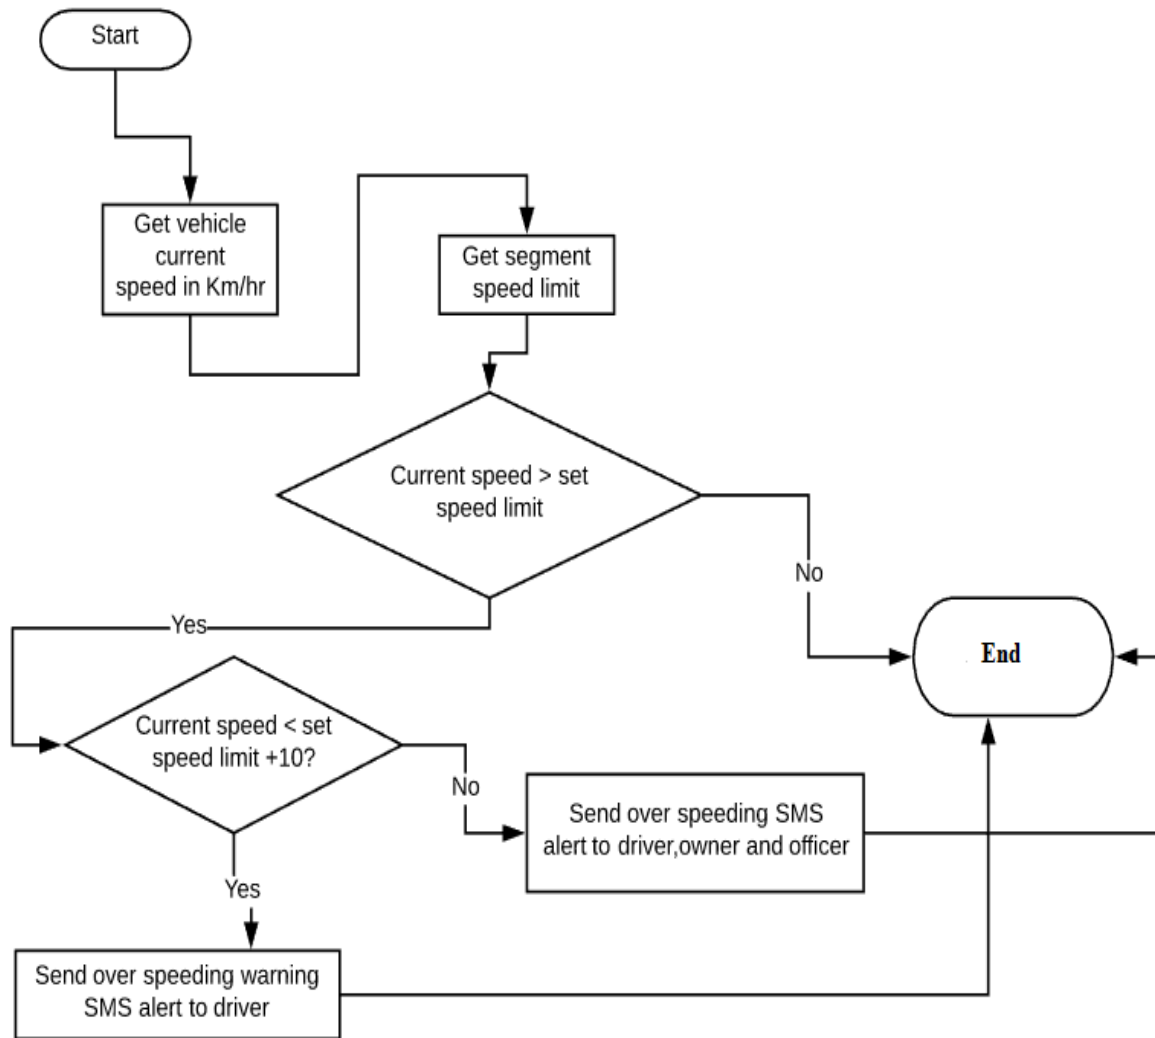 Start
Get vehicle
current
speed in Km/hr
Get segment
speed limit
Current speed > set
speed limit
No
Yes
End
Current speed < set
speed limit +10?
No
Send over speeding SMS
alert to driver,owner and officer
Yes
Send over speeding warning
SMS alert to driver